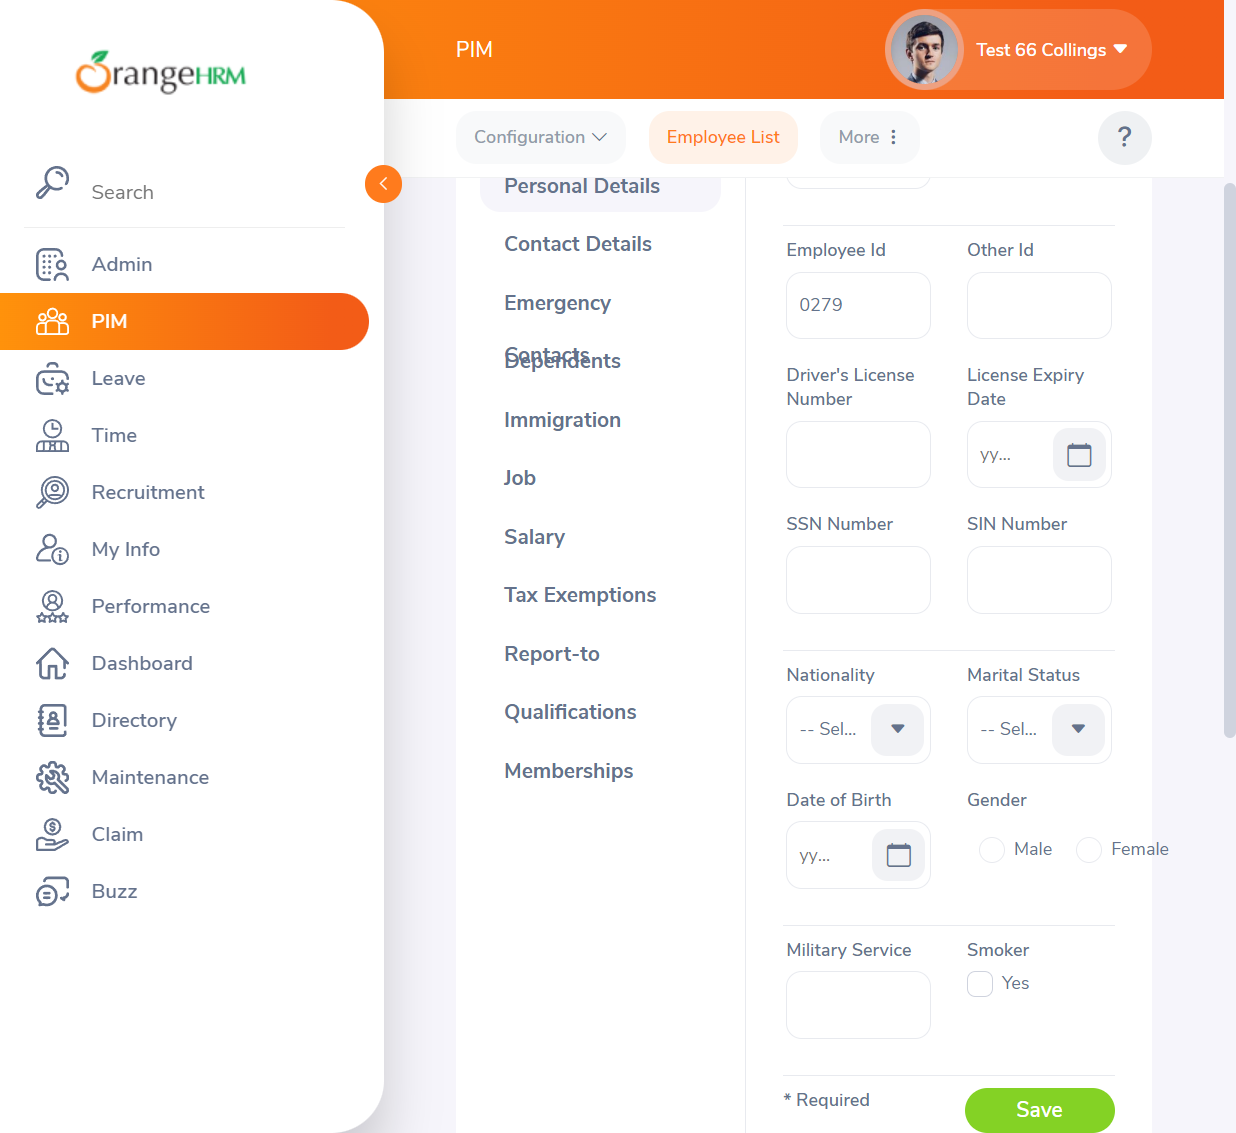 OrangeHRM
PIM
Test 66 Collings
Configuration
Employee List
More
?
Search
Admin
PIM
Leave
Time
Recruitment
My Info
Performance
Dashboard
Directory
Maintenance
Claim
Buzz
Personal Details
Contact Details
Emergency
Contacts
Dependents
Immigration
Job
Salary
Tax Exemptions
Report-to
Qualifications
Memberships
Employee Id
Other Id
0279
Driver's License
Number
License Expiry
Date
yy...
SSN Number
SIN Number
Nationality
Marital Status
-- Sel...
-- Sel...
Date of Birth
Gender
yy...
Male
Female
Military Service
Smoker
Yes
* Required
Save